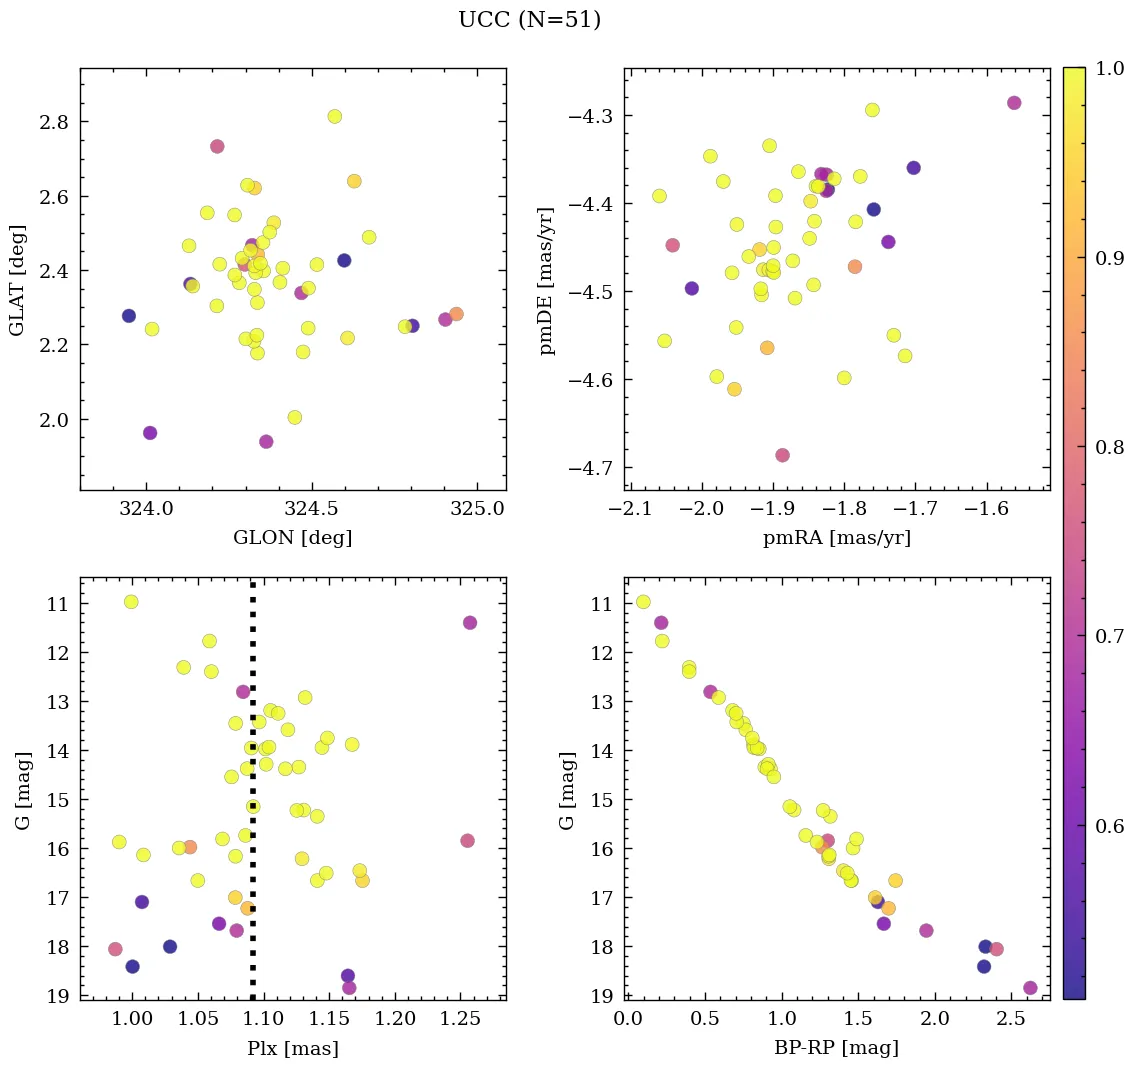 UCC (N=51)
2.8
2.6
2.4
2.2
2.0
GLAT [deg]
324.0 324.5 325.0
GLON [deg]
−4.3
−4.4
−4.5
−4.6
−4.7
pmDE [mas/yr]
−2.1 −2.0 −1.9 −1.8 −1.7 −1.6
pmRA [mas/yr]
1.0
0.9
0.8
0.7
0.6
11
12
13
14
15
16
17
18
19
G [mag]
1.00 1.05 1.10 1.15 1.20 1.25
Plx [mas]
11
12
13
14
15
16
17
18
19
G [mag]
0.0 0.5 1.0 1.5 2.0 2.5
BP-RP [mag]